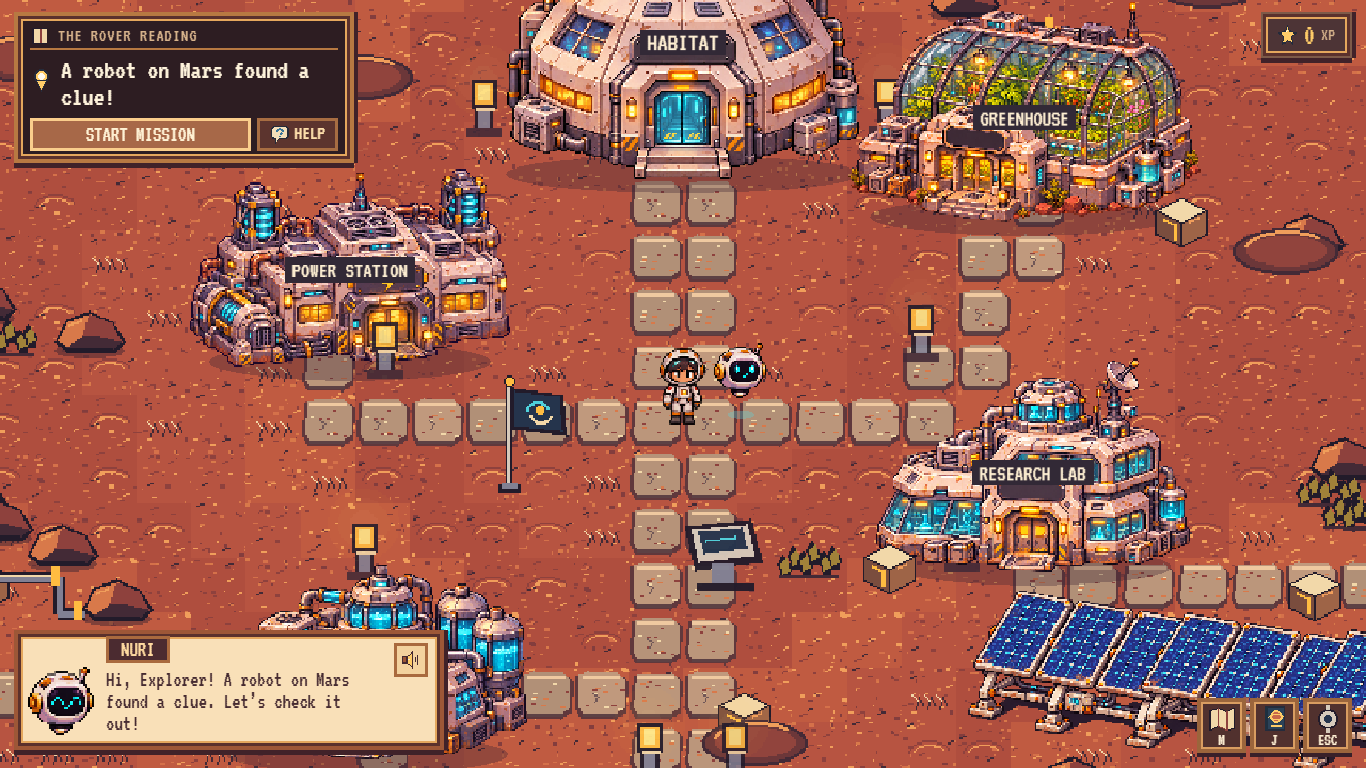 THE ROVER READING
A robot on Mars found a
clue!
START MISSION
HELP
HABITAT
GREENHOUSE
0 XP
POWER STATION
RESEARCH LAB
NURI
Hi, Explorer! A robot on Mars
found a clue. Let's check it
out!
M
J
ESC